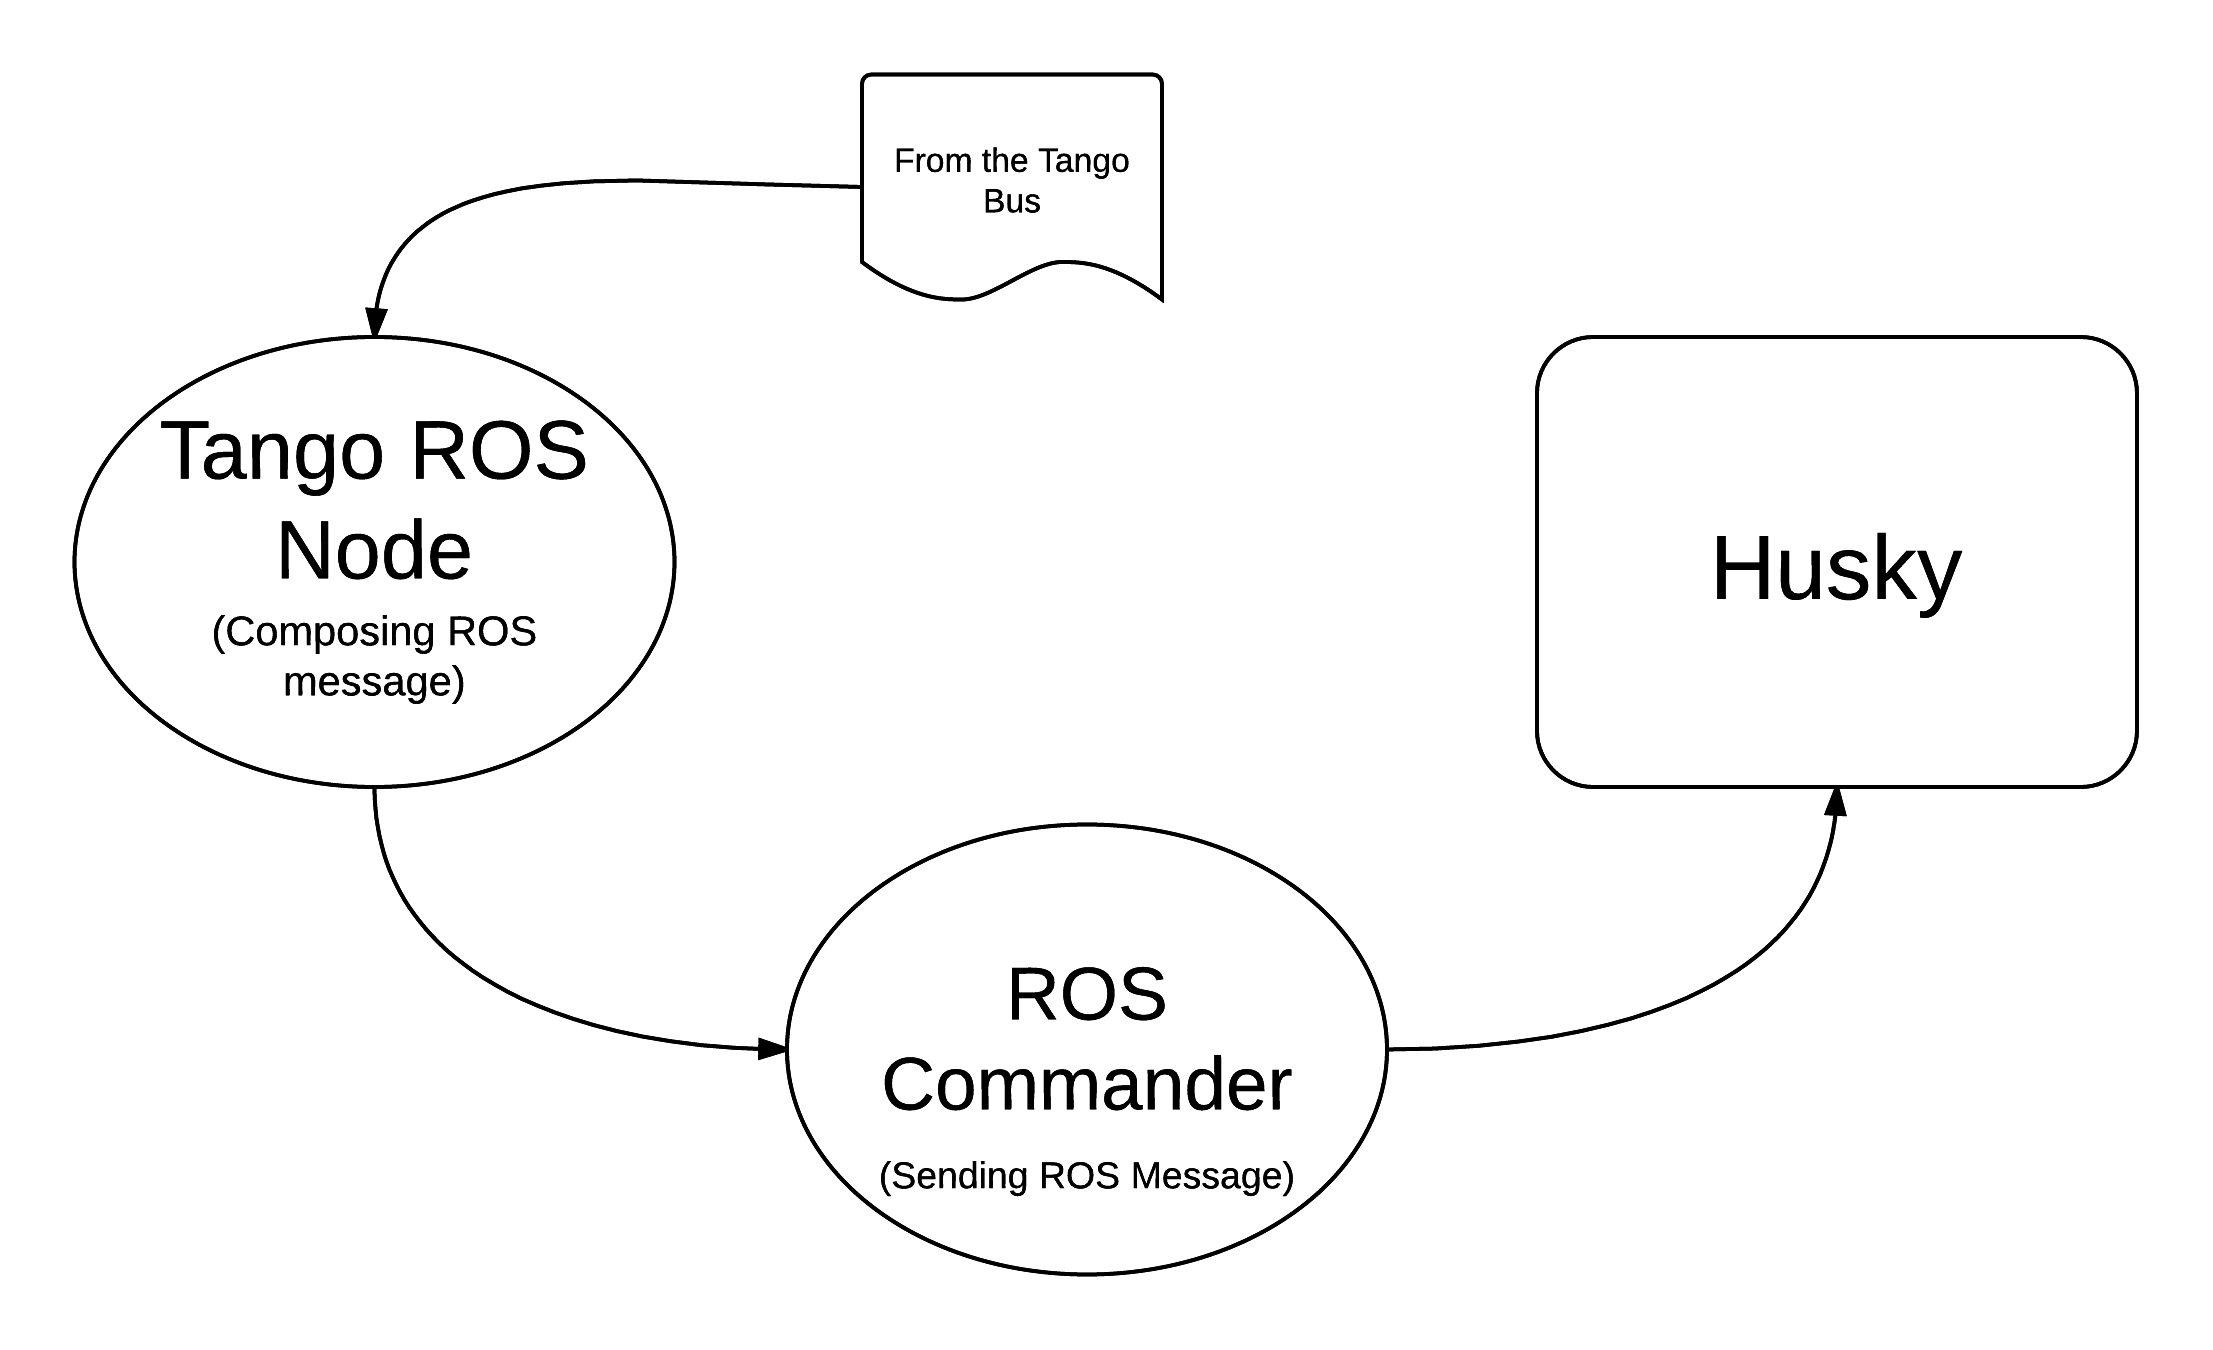 From the Tango
Bus
Tango ROS
Node
(Composing ROS
message)
Husky
ROS
Commander
(Sending ROS Message)